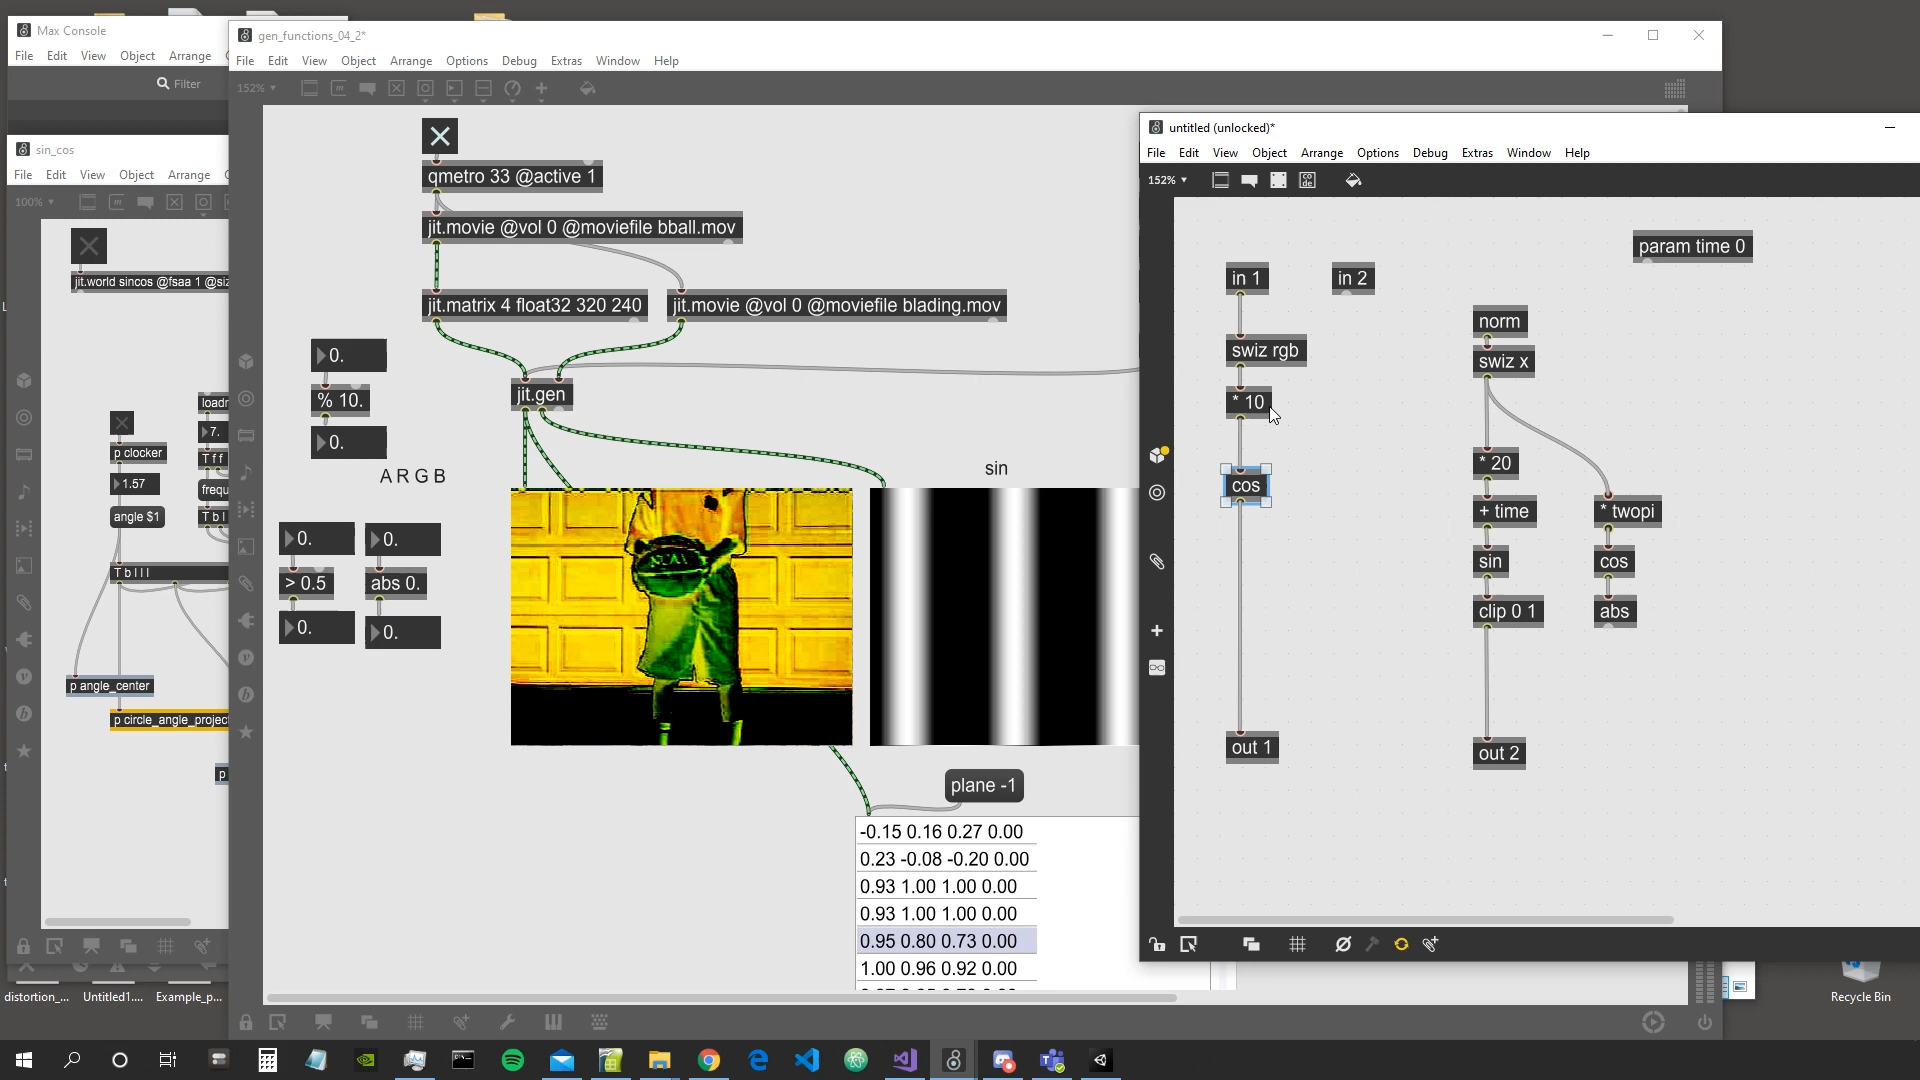 Max Console
File Edit View Object Arrange
Filter
sin_cos
File Edit View Object Arrange
100%
jit.world sincos @fsaa 1 @siz
loadr
7.
p clocker
T f f
1.57
frequ
angle $1
T b l
T b l l l
p angle_center
p circle_angle_project
p
distortion_...
Untitled1....
Example_p...
gen_functions_04_2*
File Edit View Object Arrange Options Debug Extras Window Help
152%
qmetro 33 @active 1
jit.movie @vol 0 @moviefile bball.mov
jit.matrix 4 float32 320 240
jit.movie @vol 0 @moviefile blading.mov
0.
% 10.
0.
jit.gen
A R G B
sin
0.
0.
> 0.5
abs 0.
0.
0.
plane -1
-0.15 0.16 0.27 0.00
0.23 -0.08 -0.20 0.00
0.93 1.00 1.00 0.00
0.93 1.00 1.00 0.00
0.95 0.80 0.73 0.00
1.00 0.96 0.92 0.00
untitled (unlocked)*
File Edit View Object Arrange Options Debug Extras Window Help
152%
code
param time 0
in 1
in 2
norm
swiz rgb
swiz x
* 10
* 20
cos
+ time
* twopi
sin
cos
clip 0 1
abs
out 1
out 2
Recycle Bin